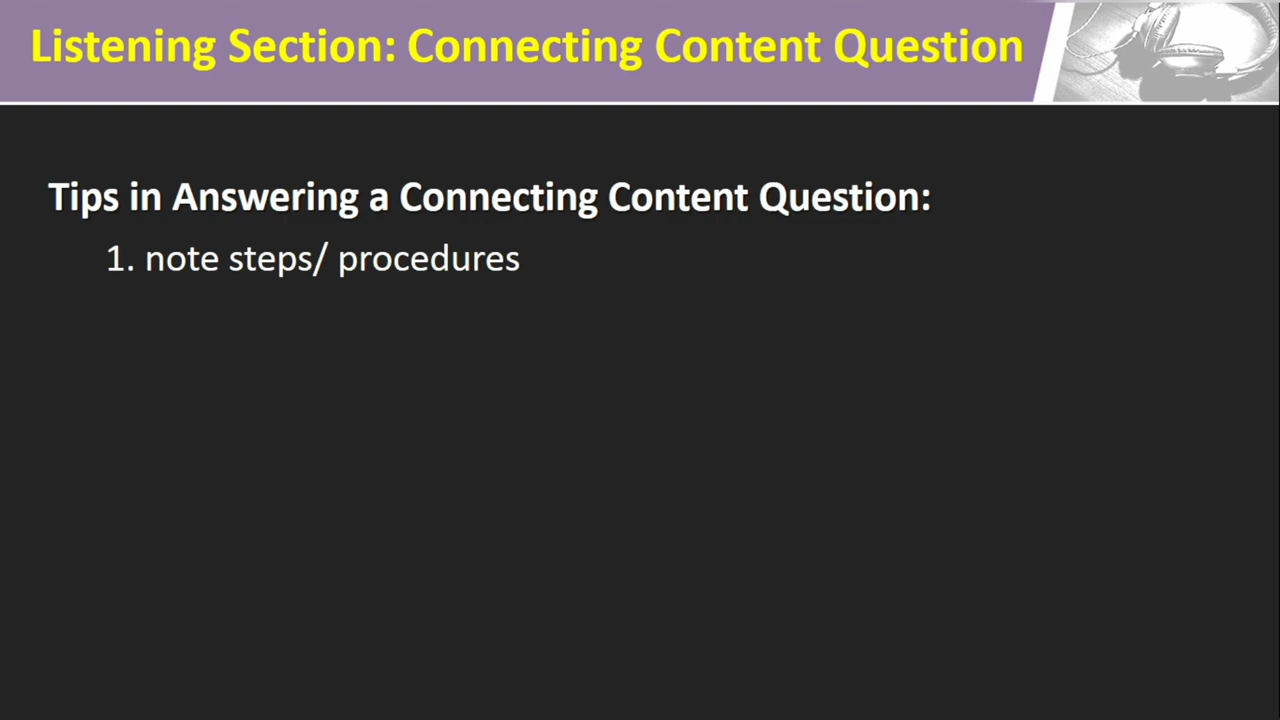 Listening Section: Connecting Content Question
Tips in Answering a Connecting Content Question:
1. note steps/ procedures